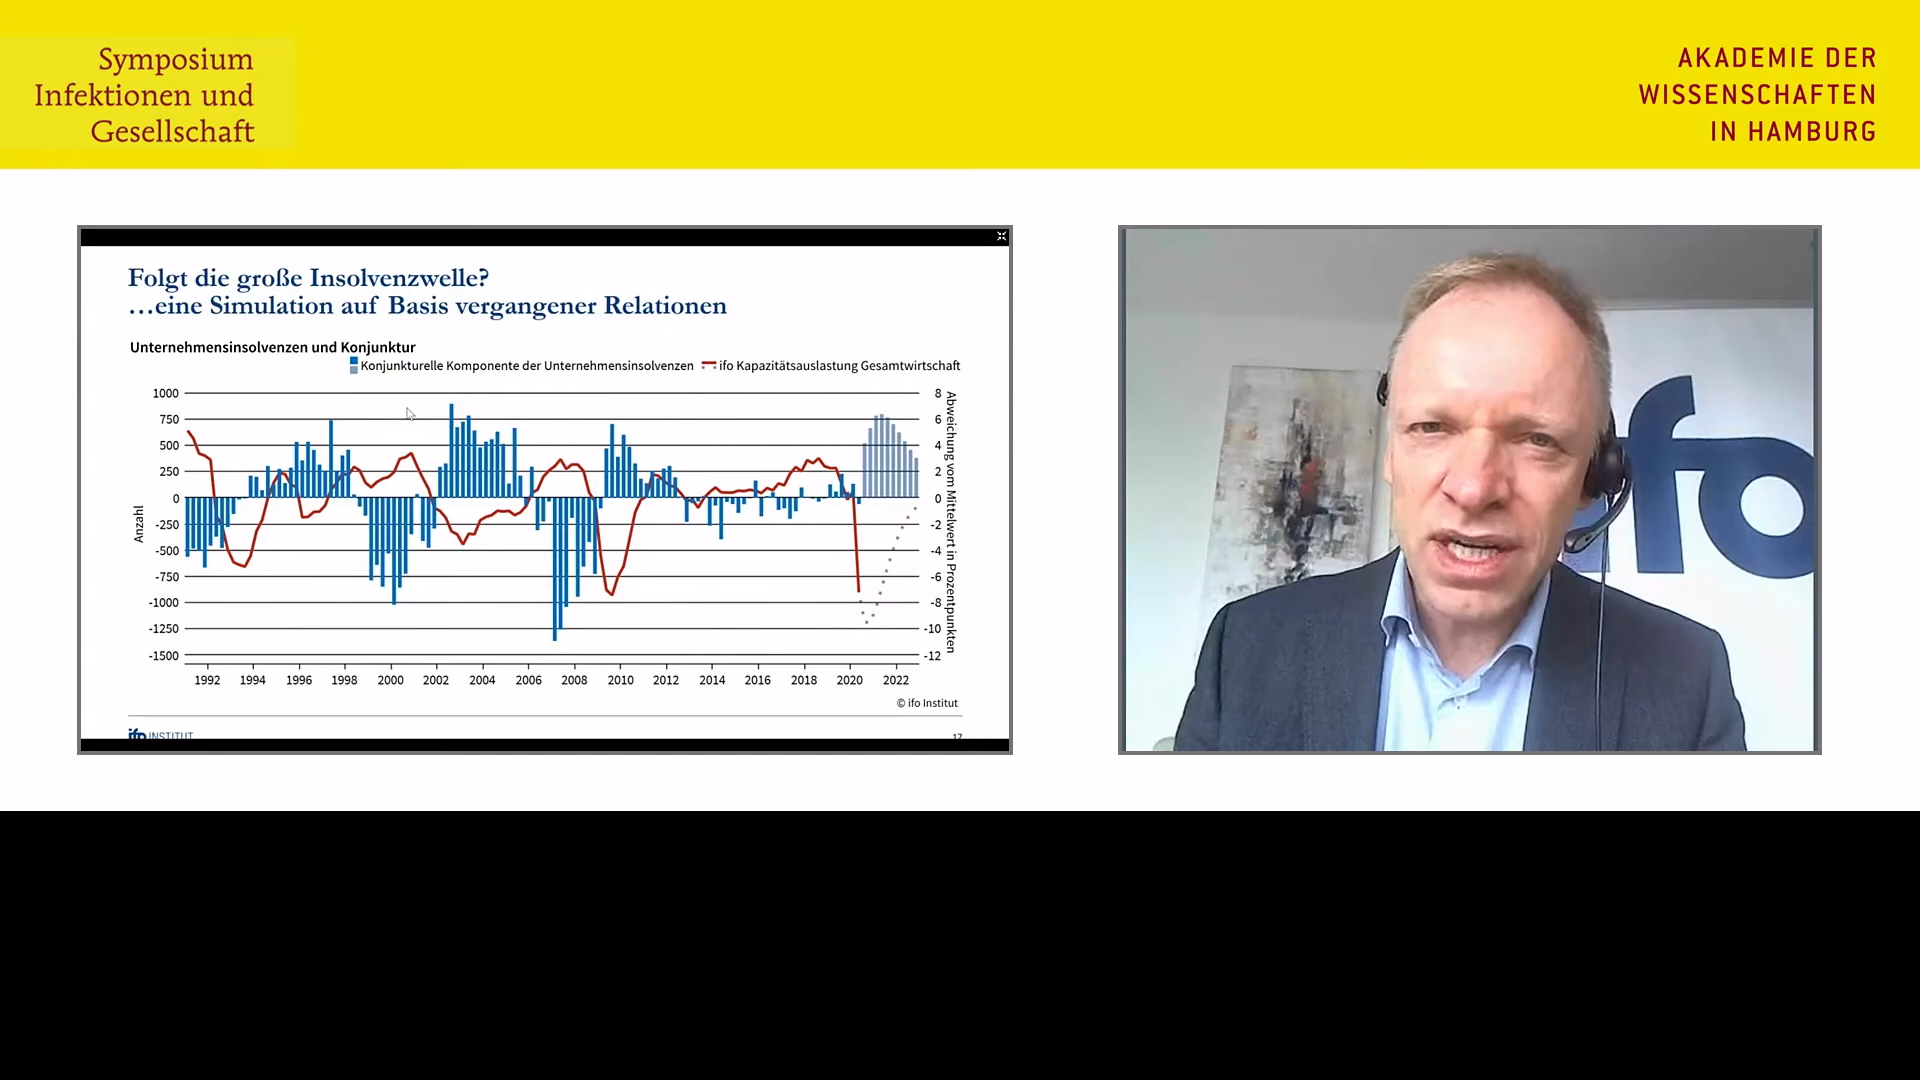 Symposium
Infektionen und
Gesellschaft
AKADEMIE DER
WISSENSCHAFTEN
IN HAMBURG
Folgt die große Insolvenzwelle?
…eine Simulation auf Basis vergangener Relationen
Unternehmensinsolvenzen und Konjunktur
Konjunkturelle Komponente der Unternehmensinsolvenzen
ifo Kapazitätsauslastung Gesamtwirtschaft
Anzahl
1000
750
500
250
0
-250
-500
-750
-1000
-1250
-1500
8
6
4
2
0
-2
-4
-6
-8
-10
-12
Abweichung vom Mittelwert in Prozentpunkten
1992 1994 1996 1998 2000 2002 2004 2006 2008 2010 2012 2014 2016 2018 2020 2022
© ifo Institut
ifo INSTITUT
17
ifo